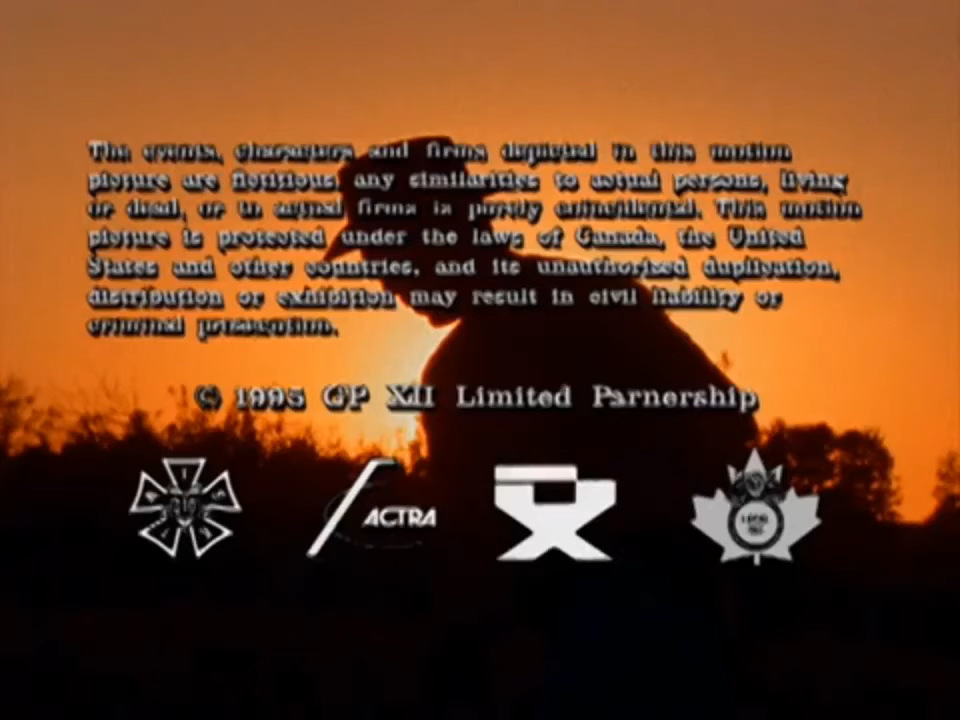 The events, characters and firms depicted in this motion
picture are fictitious, any similarities to actual persons, living
or dead, or to actual firms is purely coincidental. This motion
picture is protected under the laws of Canada, the United
States and other countries, and its unauthorized duplication,
distribution or exhibition may result in civil liability or
criminal prosecution.
© 1995 GP XII Limited Parnership
ACTRA